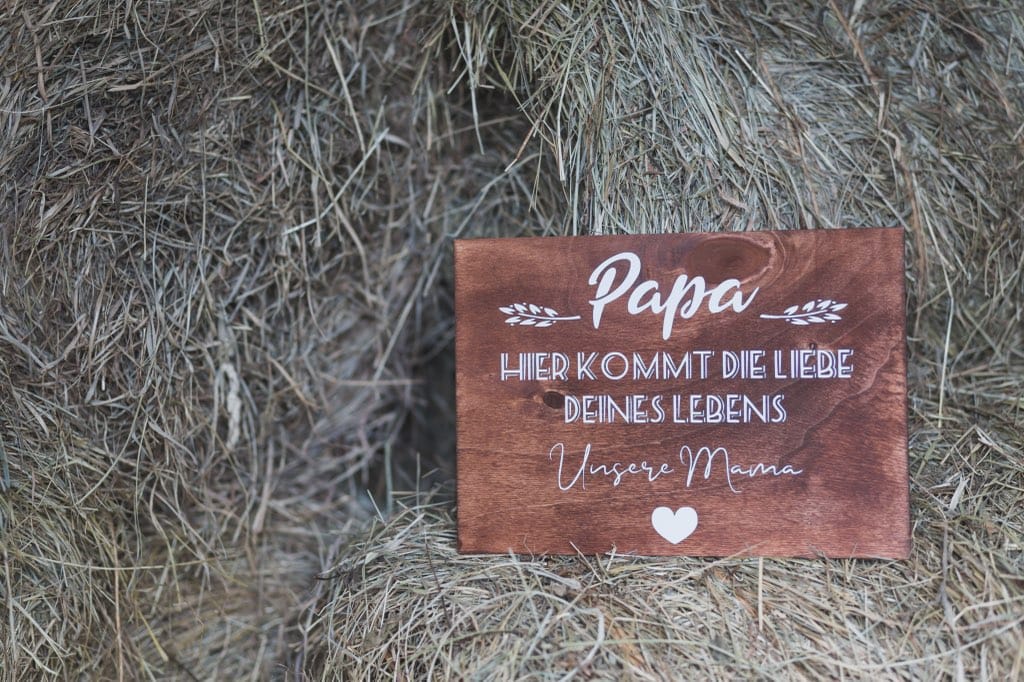 Papa
HIER KOMMT DIE LIEBE
DEINES LEBENS
Unsere Mama